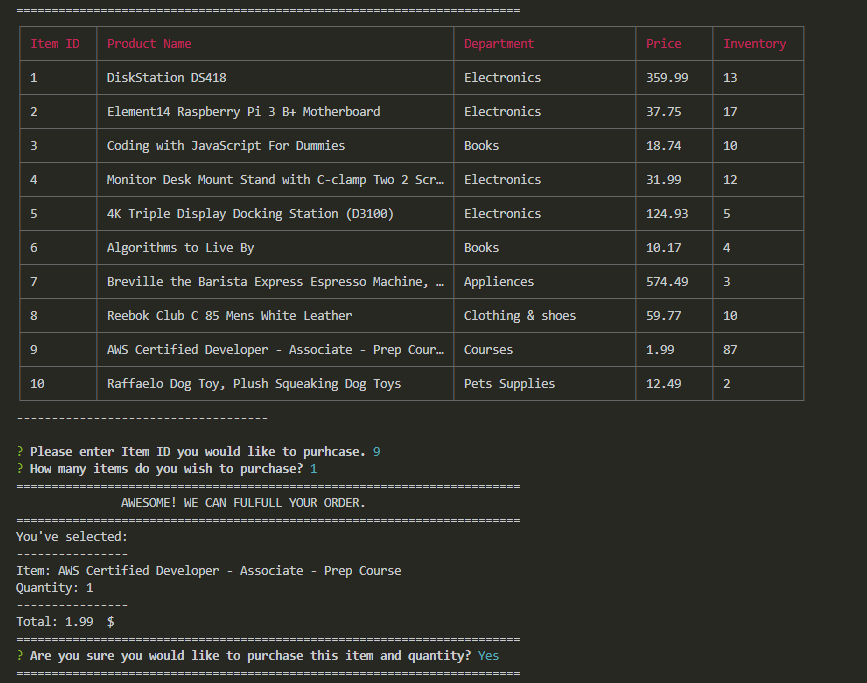 ======================================================================
Item ID Product Name Department Price Inventory
1 DiskStation DS418 Electronics 359.99 13
2 Element14 Raspberry Pi 3 B+ Motherboard Electronics 37.75 17
3 Coding with JavaScript For Dummies Books 18.74 10
4 Monitor Desk Mount Stand with C-clamp Two 2 Scr… Electronics 31.99 12
5 4K Triple Display Docking Station (D3100) Electronics 124.93 5
6 Algorithms to Live By Books 10.17 4
7 Breville the Barista Express Espresso Machine, … Appliences 574.49 3
8 Reebok Club C 85 Mens White Leather Clothing & shoes 59.77 10
9 AWS Certified Developer - Associate - Prep Cour… Courses 1.99 87
10 Raffaelo Dog Toy, Plush Squeaking Dog Toys Pets Supplies 12.49 2
------------------------------------
? Please enter Item ID you would like to purhcase. 9
? How many items do you wish to purchase? 1
========================================================================
AWESOME! WE CAN FULFULL YOUR ORDER.
========================================================================
You've selected:
----------------
Item: AWS Certified Developer - Associate - Prep Course
Quantity: 1
----------------
Total: 1.99 $
========================================================================
? Are you sure you would like to purchase this item and quantity? Yes
========================================================================